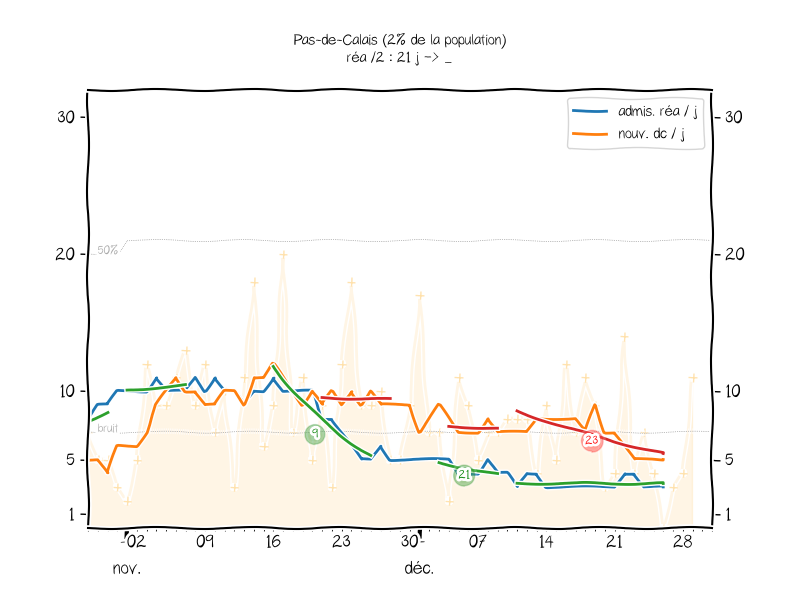 Pas-de-Calais (2% de la population)
réa /2 : 21 j -> _
30
30
admis. réa / j
nouv. dc / j
50%
20
20
10
10
bruit
9
23
5
5
21
1
1
02 09 16 23 30 07 14 21 28
nov. déc.